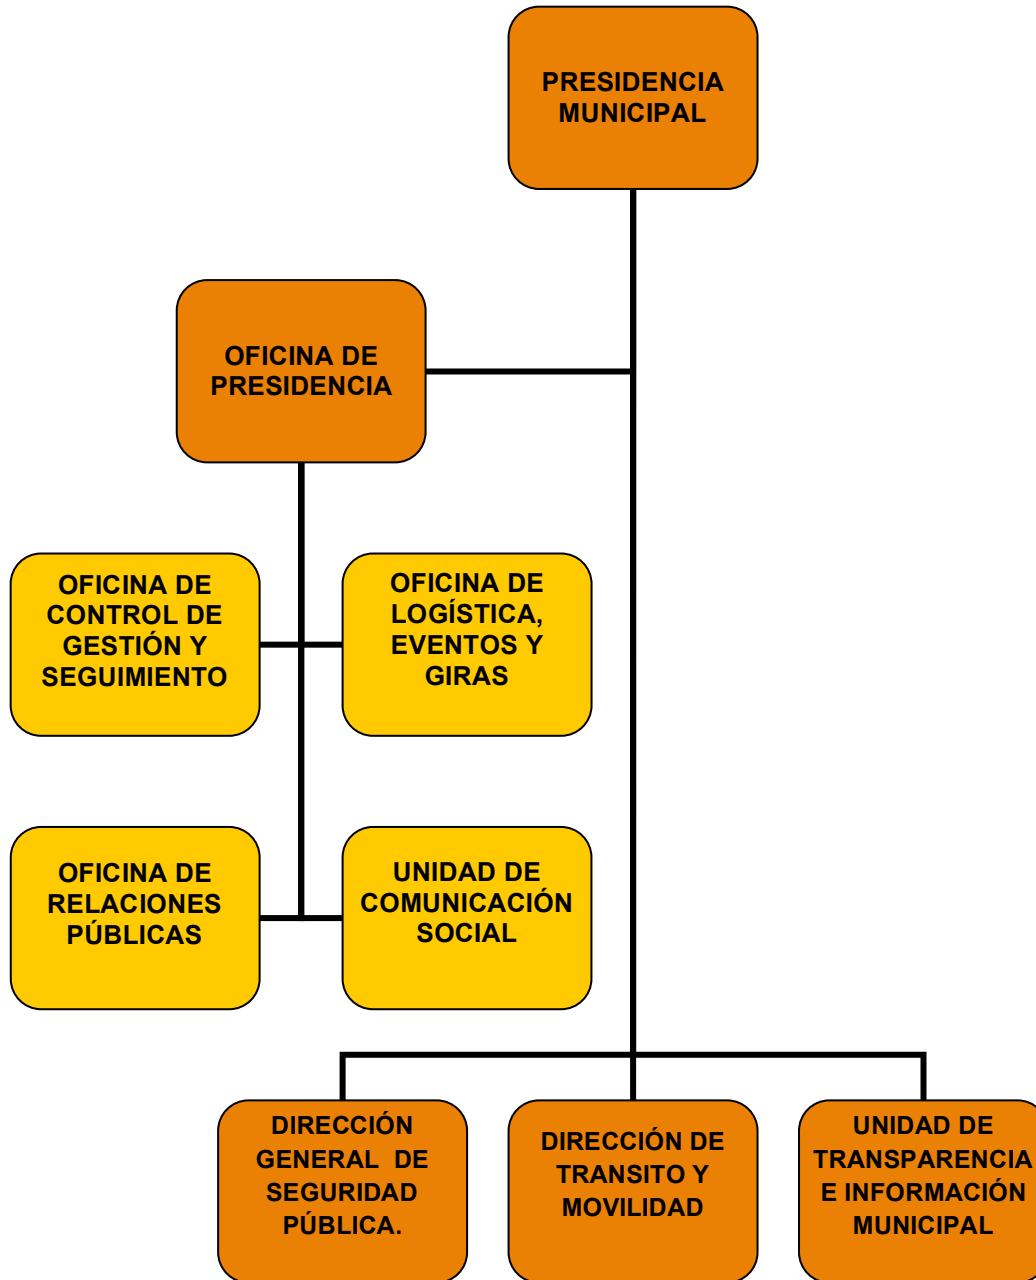 PRESIDENCIA
MUNICIPAL
OFICINA DE
PRESIDENCIA
OFICINA DE
CONTROL DE
GESTIÓN Y
SEGUIMIENTO
OFICINA DE
LOGÍSTICA,
EVENTOS Y
GIRAS
OFICINA DE
RELACIONES
PÚBLICAS
UNIDAD DE
COMUNICACIÓN
SOCIAL
DIRECCIÓN
GENERAL DE
SEGURIDAD
PÚBLICA.
DIRECCIÓN DE
TRANSITO Y
MOVILIDAD
UNIDAD DE
TRANSPARENCIA
E INFORMACIÓN
MUNICIPAL